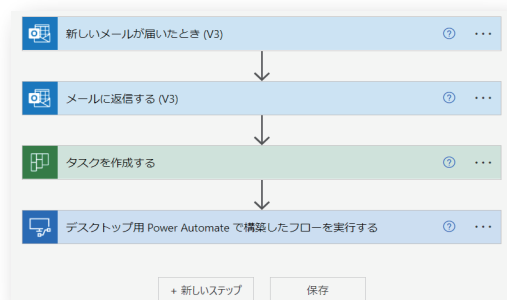 新しいメールが届いたとき (V3)
メールに返信する (V3)
タスクを作成する
デスクトップ用 Power Automate で構築したフローを実行する
+ 新しいステップ
保存